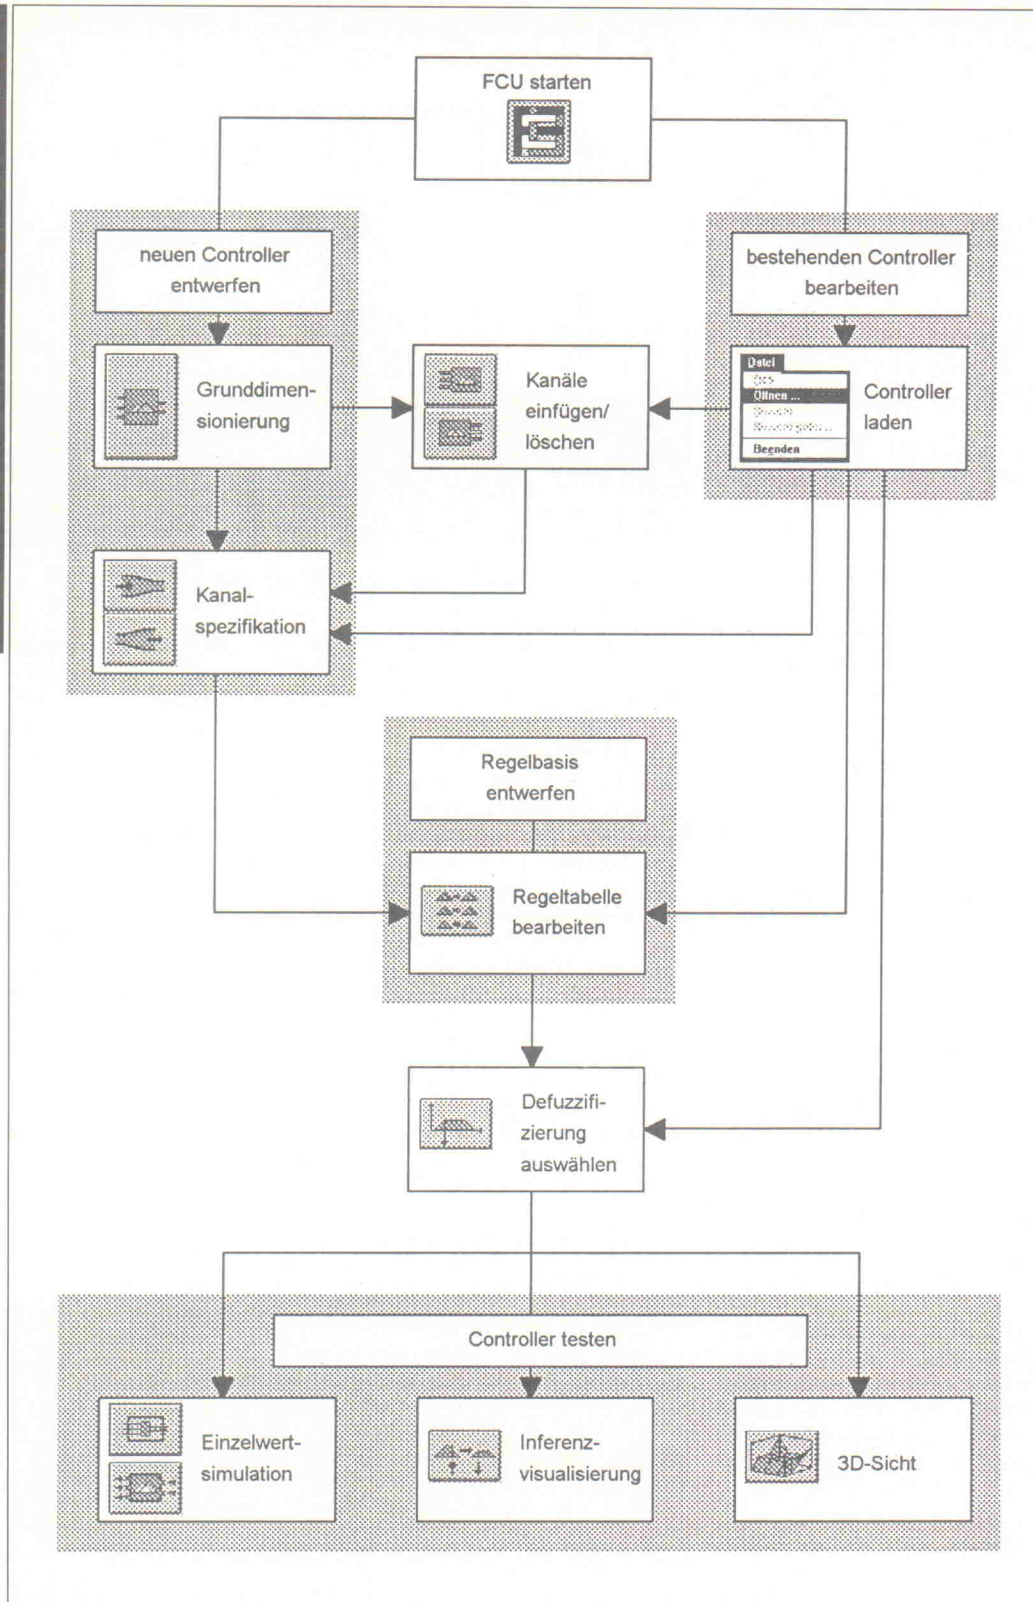 FCU starten
neuen Controller
entwerfen
bestehenden Controller
bearbeiten
Grunddimen-
sionierung
Kanäle
einfügen/
löschen
Datei
Öffnen ...
Beenden
Controller
laden
Kanal-
spezifikation
Regelbasis
entwerfen
Regeltabelle
bearbeiten
Defuzzifi-
zierung
auswählen
Controller testen
Einzelwert-
simulation
Inferenz-
visualisierung
3D-Sicht